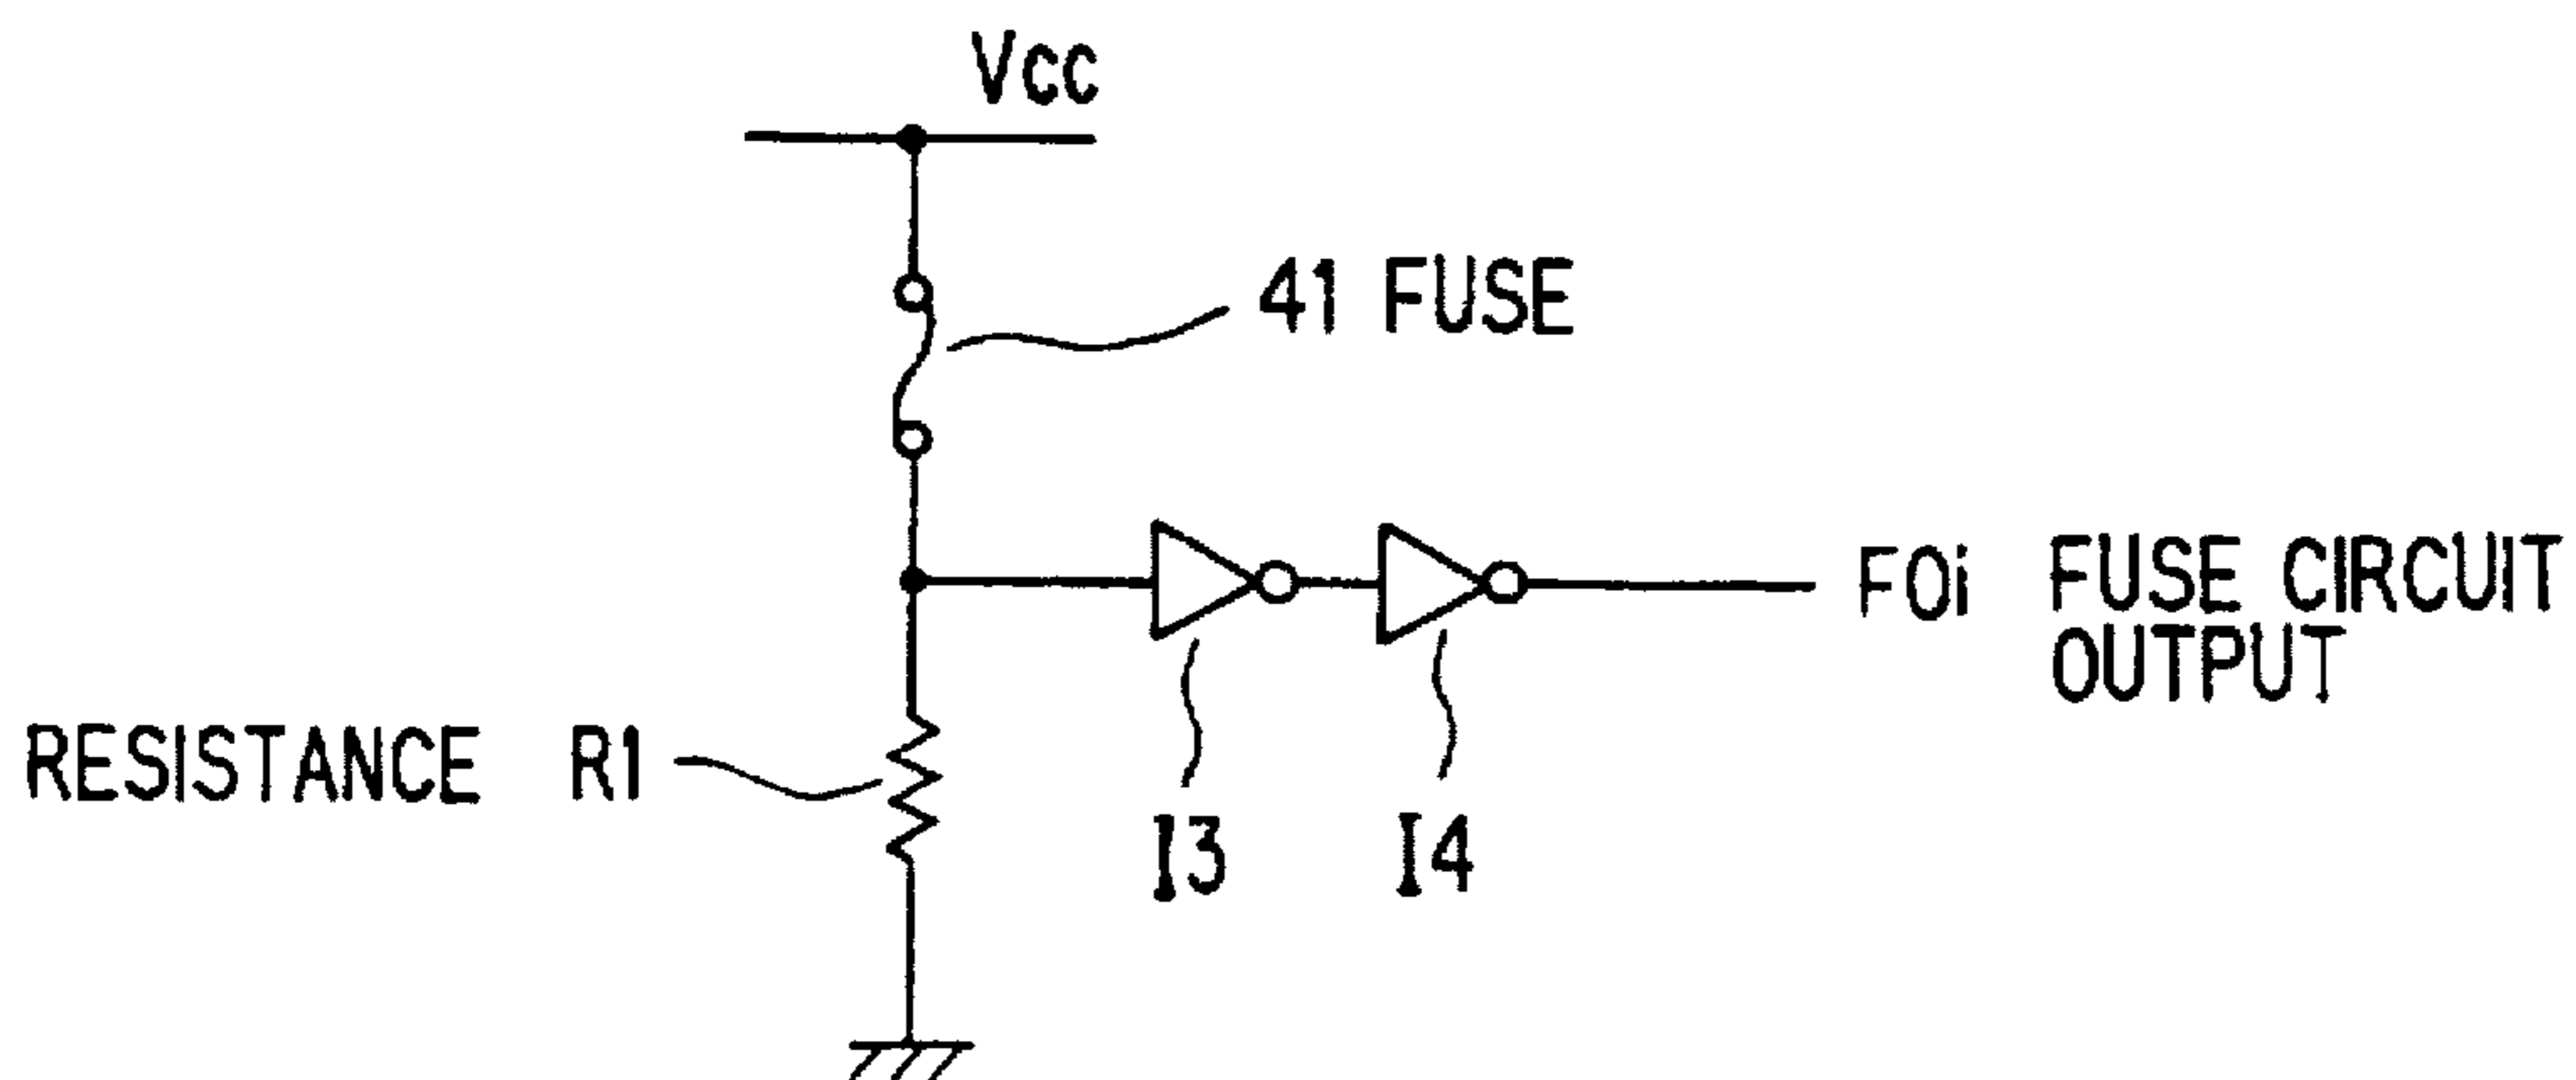 Vcc
41 FUSE
FOi FUSE CIRCUIT
OUTPUT
RESISTANCE R1
I3
I4